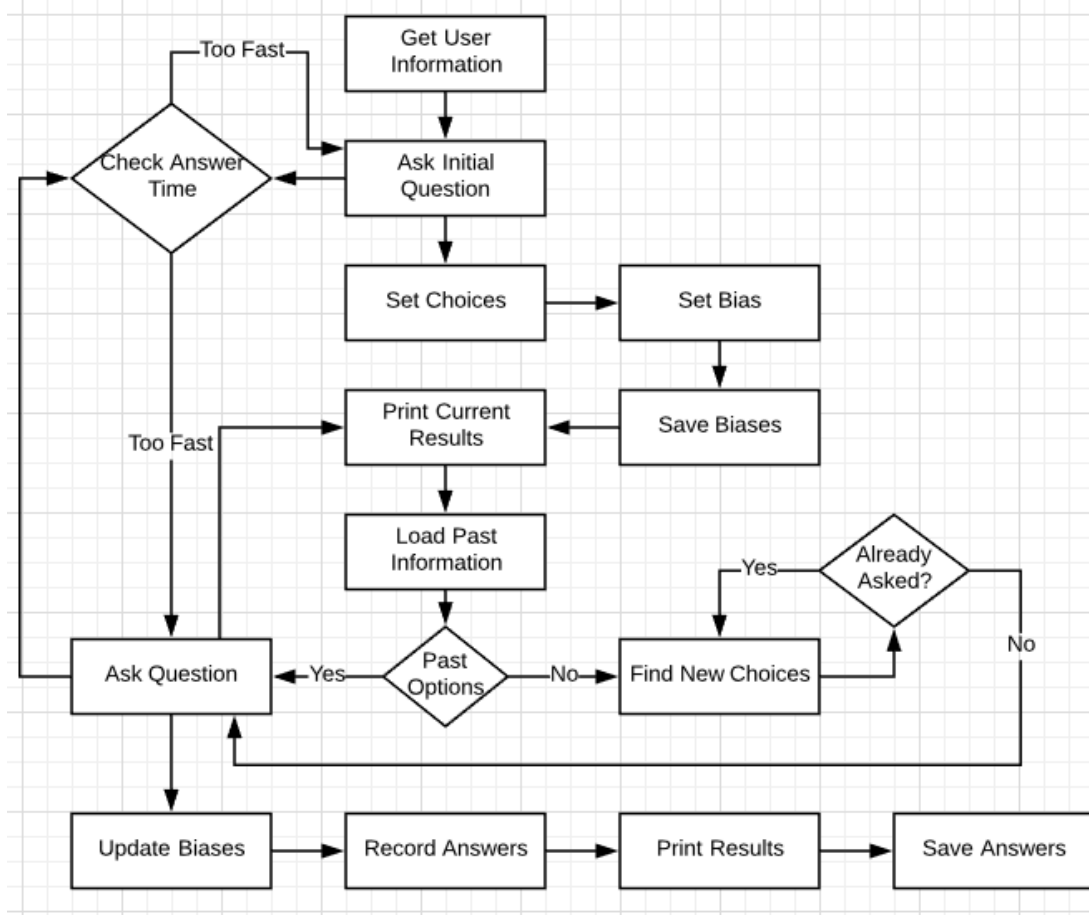 Too Fast
Get User
Information
Check Answer
Time
Ask Initial
Question
Set Choices
Set Bias
Print Current
Results
Save Biases
Too Fast
Load Past
Information
Already
Asked?
Yes
No
Ask Question
Yes
Past
Options
No
Find New Choices
Update Biases
Record Answers
Print Results
Save Answers